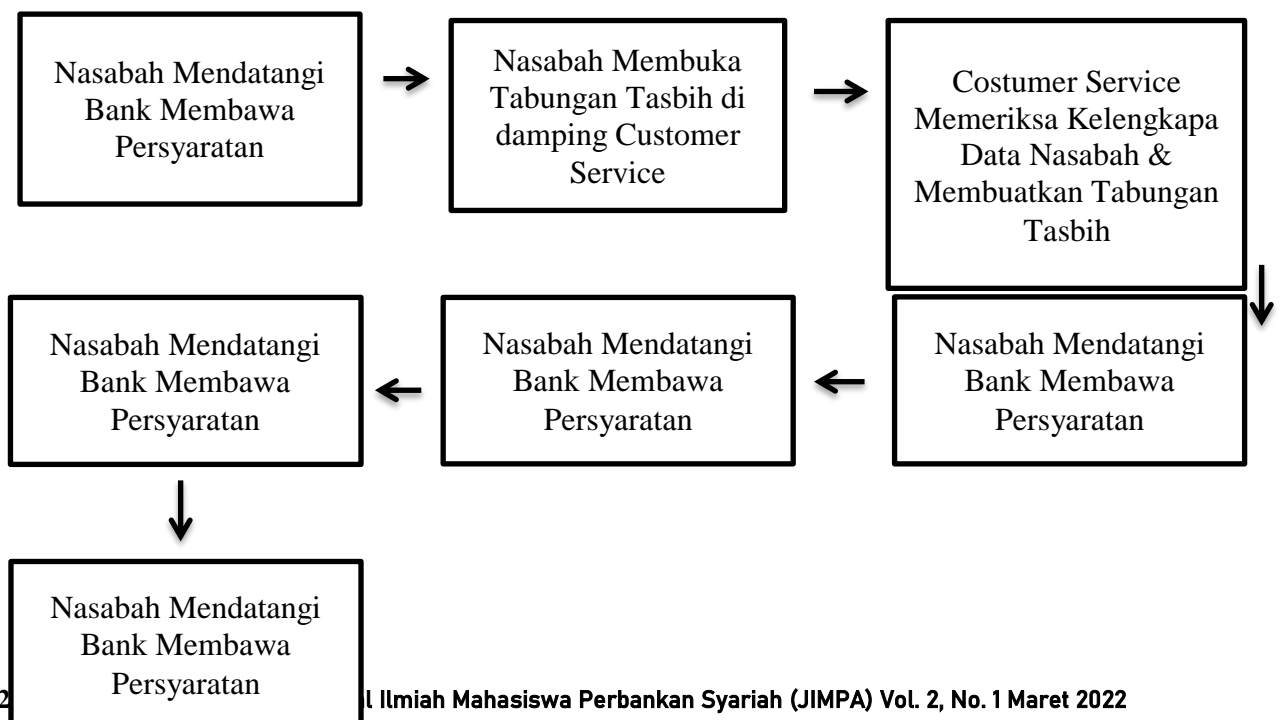 Nasabah Mendatangi
Bank Membawa
Persyaratan
Nasabah Membuka
Tabungan Tasbih di
damping Customer
Service
Costumer Service
Memeriksa Kelengkapa
Data Nasabah &
Membuatkan Tabungan
Tasbih
Nasabah Mendatangi
Bank Membawa
Persyaratan
Nasabah Mendatangi
Bank Membawa
Persyaratan
Nasabah Mendatangi
Bank Membawa
Persyaratan
Nasabah Mendatangi
Bank Membawa
Persyaratan
Ilmiah Mahasiswa Perbankan Syariah (JIMPA) Vol. 2, No. 1 Maret 2022